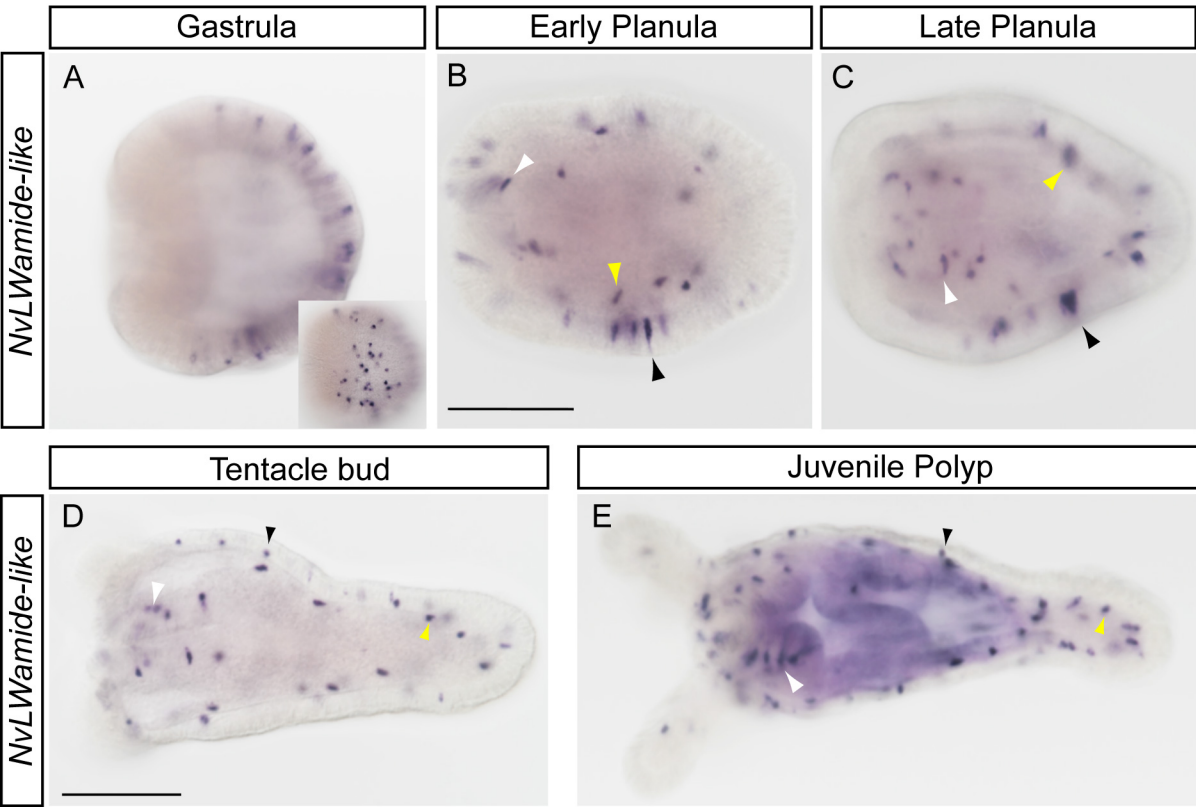 Gastrula
Early Planula
Late Planula
NvLWamide-like
A
B
C
Tentacle bud
Juvenile Polyp
NvLWamide-like
D
E